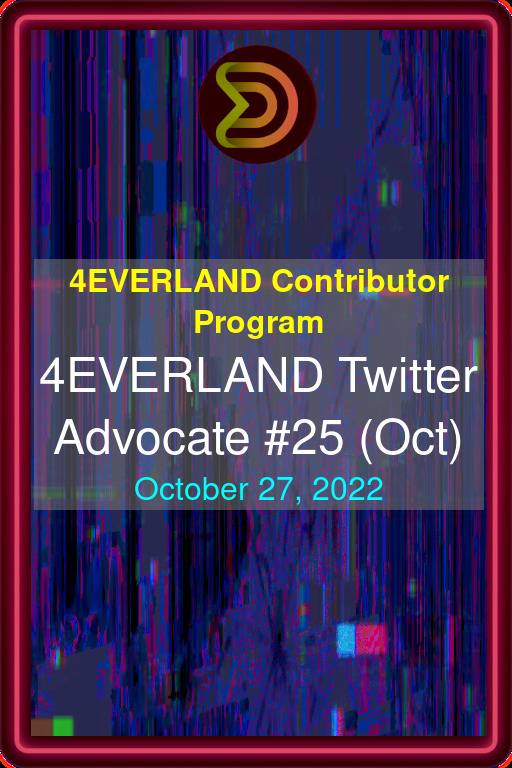 4EVERLAND Contributor
Program
4EVERLAND Twitter
Advocate #25 (Oct)
October 27, 2022